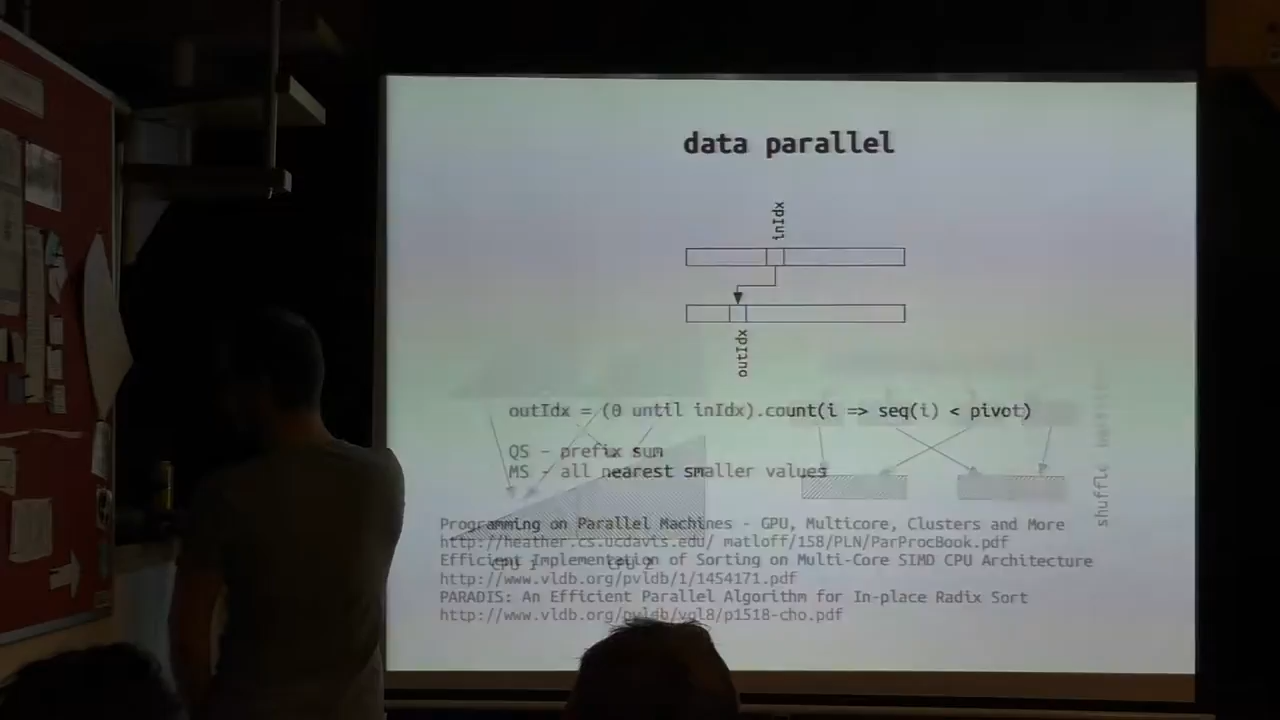 data parallel
inIdx
outIdx
outIdx = (0 until inIdx).count(i => seq(i) < pivot)
QS - prefix sum
MS - all nearest smaller values
shuffle
Programming on Parallel Machines - GPU, Multicore, Clusters and More
http://heather.cs.ucdavis.edu/ matloff/158/PLN/ParProcBook.pdf
Efficient Implementation of Sorting on Multi-Core SIMD CPU Architecture
CPU 1 CPU 2
http://www.vldb.org/pvldb/1/1454171.pdf
PARADIS: An Efficient Parallel Algorithm for In-place Radix Sort
http://www.vldb.org/pvldb/vol8/p1518-cho.pdf